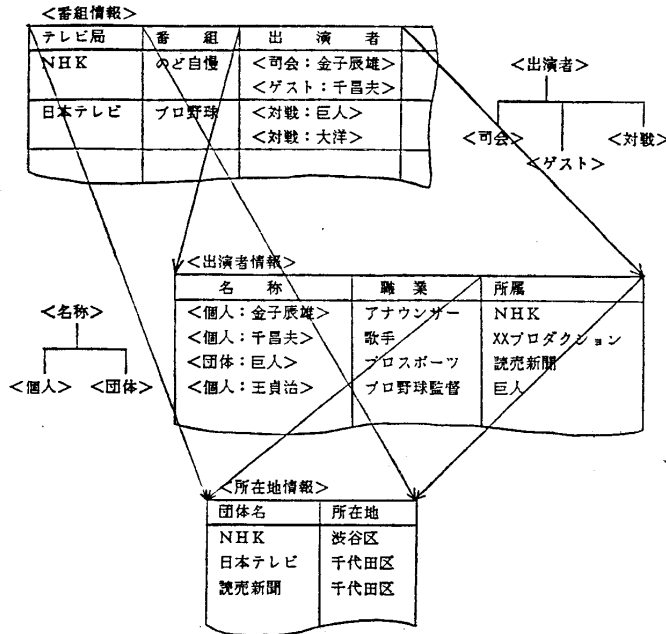 <番組情報>
テレビ局 番組 出演者
NHK のど自慢 <司会:金子辰雄>
<ゲスト:千昌夫>
日本テレビ プロ野球 <対戦:巨人>
<対戦:大洋>
<出演者>
<司会> <ゲスト> <対戦>
<出演者情報>
名称 職業 所属
<個人:金子辰雄> アナウンサー NHK
<個人:千昌夫> 歌手 XXプロダクション
<団体:巨人> プロスポーツ 読売新聞
<個人:王貞治> プロ野球監督 巨人
<名称>
<個人> <団体>
<所在地情報>
団体名 所在地
NHK 渋谷区
日本テレビ 千代田区
読売新聞 千代田区